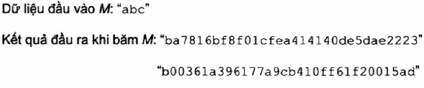 Dữ liệu đầu vào M: “abc”
Kết quả đầu ra khi băm M: “ba7816bf8f01cfea414140de5dae2223”
“b00361a396177a9cb410ff61f20015ad”